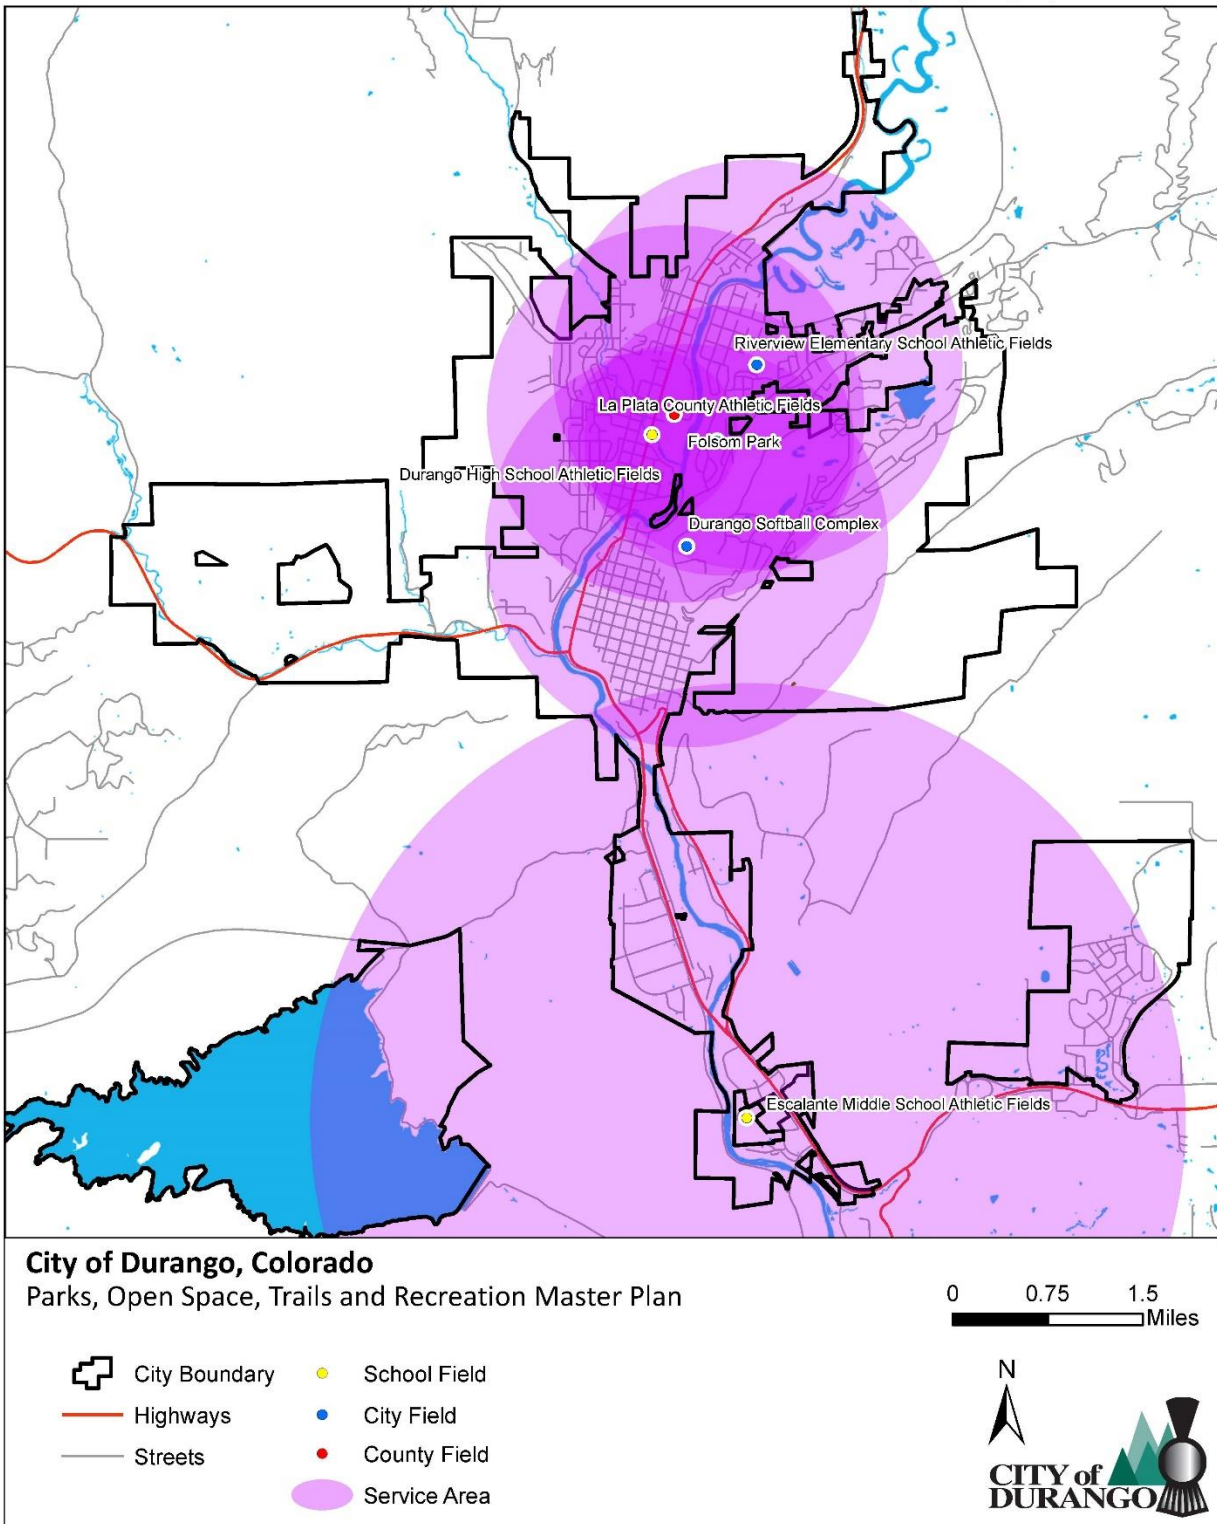 Riverview Elementary School Athletic Fields
La Plata County Athletic Fields
Folsom Park
Durango High School Athletic Fields
Durango Softball Complex
Escalante Middle School Athletic Fields
City of Durango, Colorado
Parks, Open Space, Trails and Recreation Master Plan
0 0.75 1.5
Miles
City Boundary
Highways
Streets
School Field
City Field
County Field
Service Area
N
CITY of
DURANGO